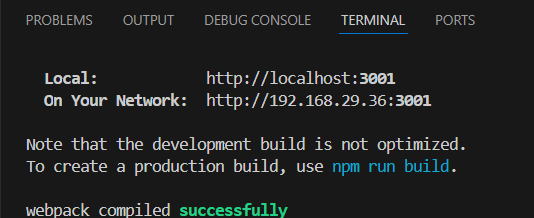 PROBLEMS OUTPUT DEBUG CONSOLE TERMINAL PORTS
Local: http://localhost:3001
On Your Network: http://192.168.29.36:3001
Note that the development build is not optimized.
To create a production build, use npm run build.
webpack compiled successfully